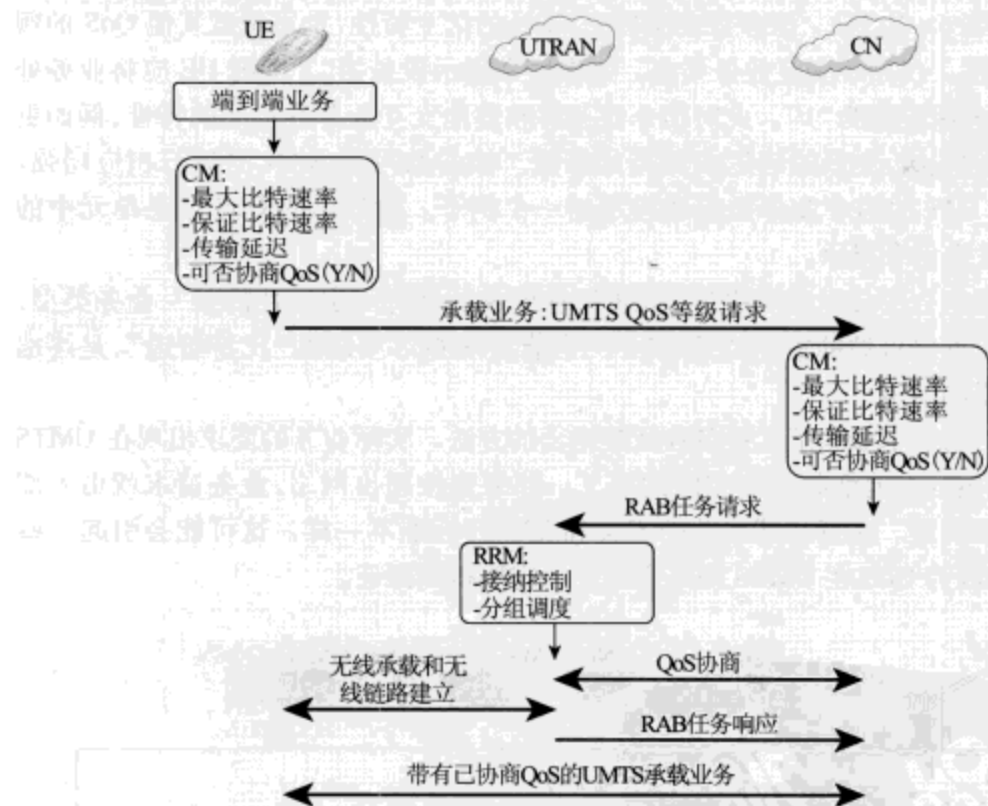 UE
UTRAN
CN
端到端业务
CM:
-最大比特速率
-保证比特速率
-传输延迟
-可否协商QoS(Y/N)
承载业务:UMTS QoS等级请求
CM:
-最大比特速率
-保证比特速率
-传输延迟
-可否协商QoS(Y/N)
RAB任务请求
RRM:
-接纳控制
-分组调度
无线承载和无
线链路建立
QoS协商
RAB任务响应
带有已协商QoS的UMTS承载业务